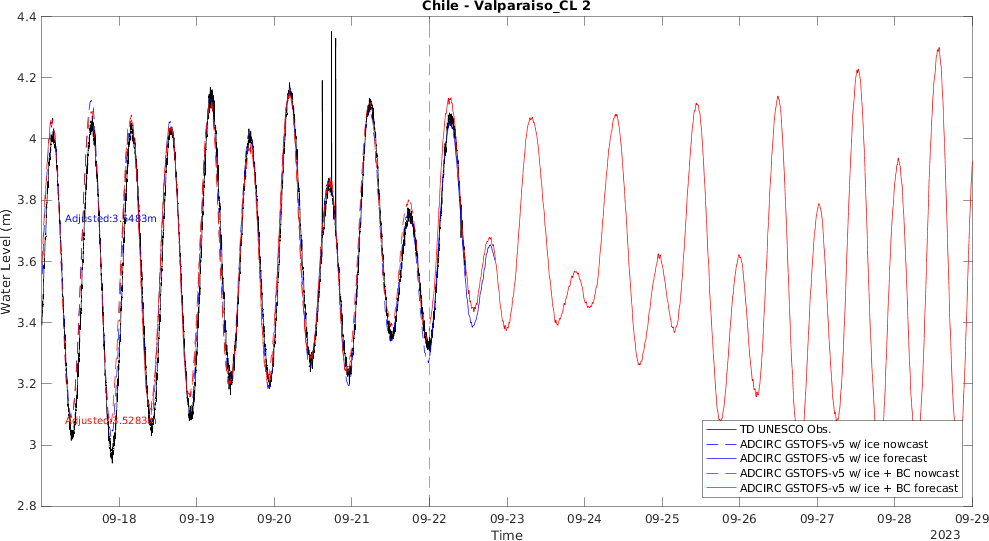 Chile - Valparaiso_CL 2
Water Level (m)
4.4
4.2
4
3.8
3.6
3.4
3.2
3
2.8
Adjusted:3.5483m
Adjusted:3.5283m
TD UNESCO Obs.
ADCIRC GSTOFS-v5 w/ ice nowcast
ADCIRC GSTOFS-v5 w/ ice forecast
ADCIRC GSTOFS-v5 w/ ice + BC nowcast
ADCIRC GSTOFS-v5 w/ ice + BC forecast
09-18
09-19
09-20
09-21
09-22
09-23
09-24
09-25
09-26
09-27
09-28
09-29
Time
2023